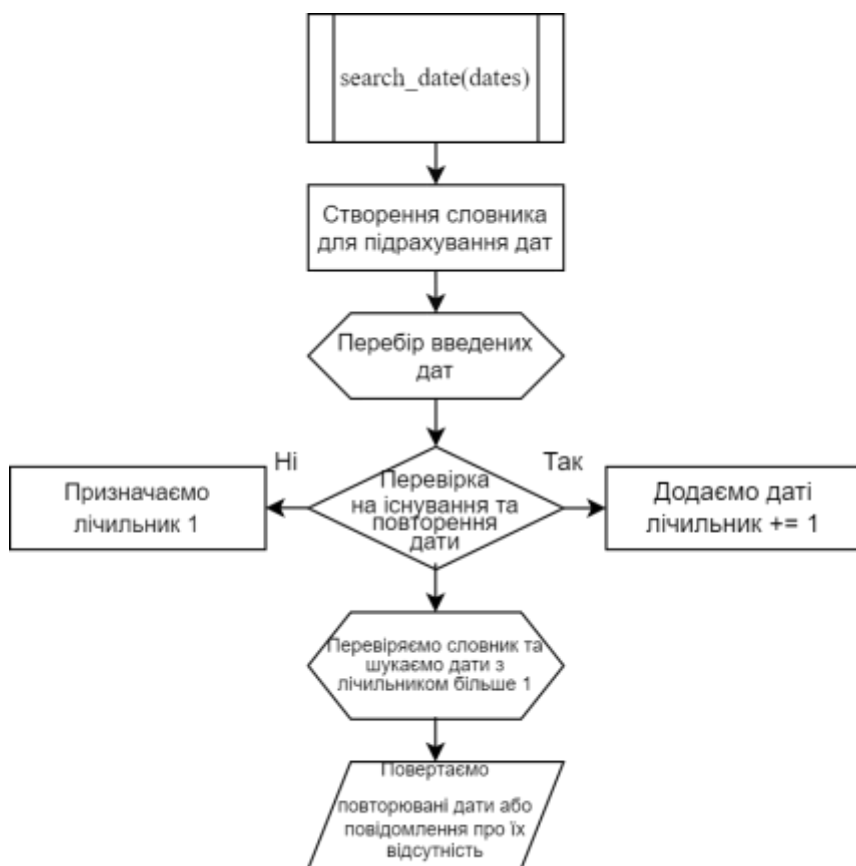 search_date(dates)
Створення словника
для підрахування дат
Перебір введених
дат
Ні
Так
Призначаємо
лічильник 1
Перевірка
на існування та
повторення
дати
Додаємо даті
лічильник += 1
Перевіряємо словник та
шукаємо дати з
лічильником більше 1
Повертаємо
повторювані дати або
повідомлення про їх
відсутність